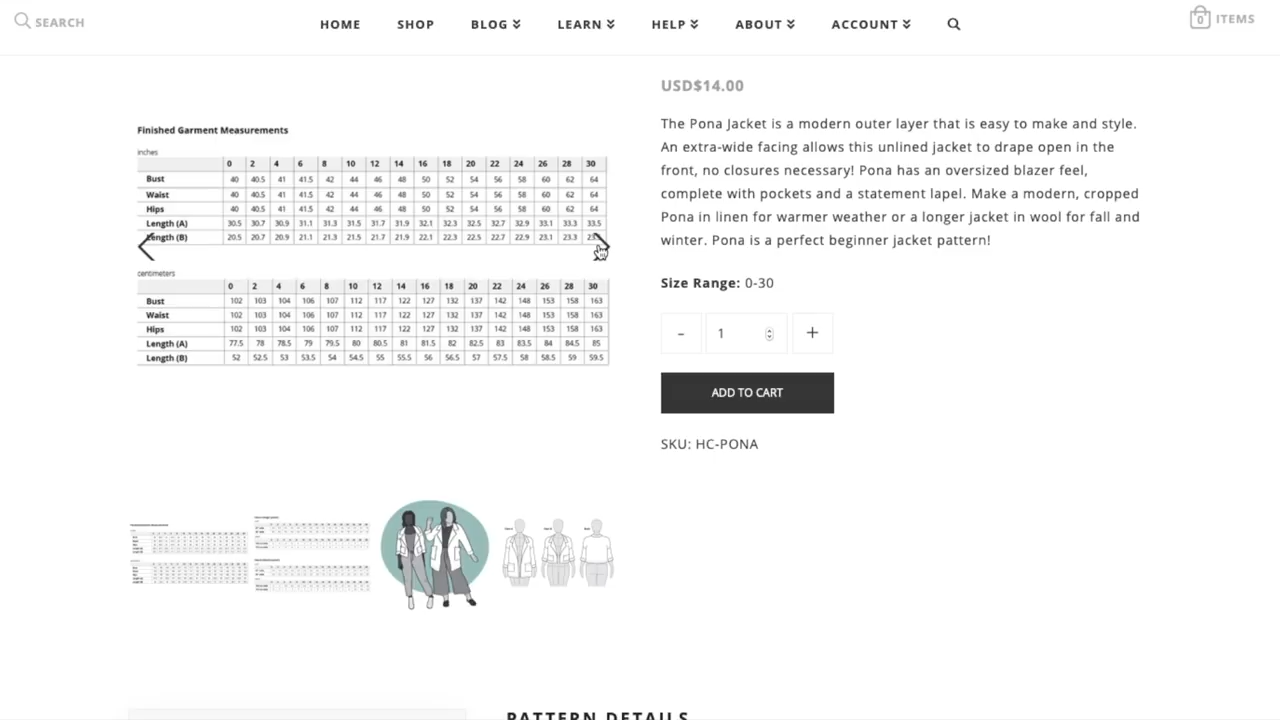 SEARCH
HOME SHOP BLOG LEARN HELP ABOUT ACCOUNT
0 ITEMS
Finished Garment Measurements
inches
0 2 4 6 8 10 12 14 16 18 20 22 24 26 28 30
Bust 40 40.5 41 41.5 42 44 46 48 50 52 54 56 58 60 62 64
Waist 40 40.5 41 41.5 42 44 46 48 50 52 54 56 58 60 62 64
Hips 40 40.5 41 41.5 42 44 46 48 50 52 54 56 58 60 62 64
Length (A) 30.5 30.7 30.9 31.1 31.3 31.5 31.7 31.9 32.1 32.3 32.5 32.7 32.9 33.1 33.3 33.5
Length (B) 20.5 20.7 20.9 21.1 21.3 21.5 21.7 21.9 22.1 22.3 22.5 22.7 22.9 23.1 23.3
centimeters
0 2 4 6 8 10 12 14 16 18 20 22 24 26 28 30
Bust 102 103 104 106 107 112 117 122 127 132 137 142 148 153 158 163
Waist 102 103 104 106 107 112 117 122 127 132 137 142 148 153 158 163
Hips 102 103 104 106 107 112 117 122 127 132 137 142 148 153 158 163
Length (A) 77.5 78 78.5 79 79.5 80 80.5 81 81.5 82 82.5 83 83.5 84 84.5 85
Length (B) 52 52.5 53 53.5 54 54.5 55 55.5 56 56.5 57 57.5 58 58.5 59 59.5
USD$14.00
The Pona Jacket is a modern outer layer that is easy to make and style.
An extra-wide facing allows this unlined jacket to drape open in the
front, no closures necessary! Pona has an oversized blazer feel,
complete with pockets and a statement lapel. Make a modern, cropped
Pona in linen for warmer weather or a longer jacket in wool for fall and
winter. Pona is a perfect beginner jacket pattern!
Size Range: 0-30
- 1 +
ADD TO CART
SKU: HC-PONA
PATTERN DETAILS